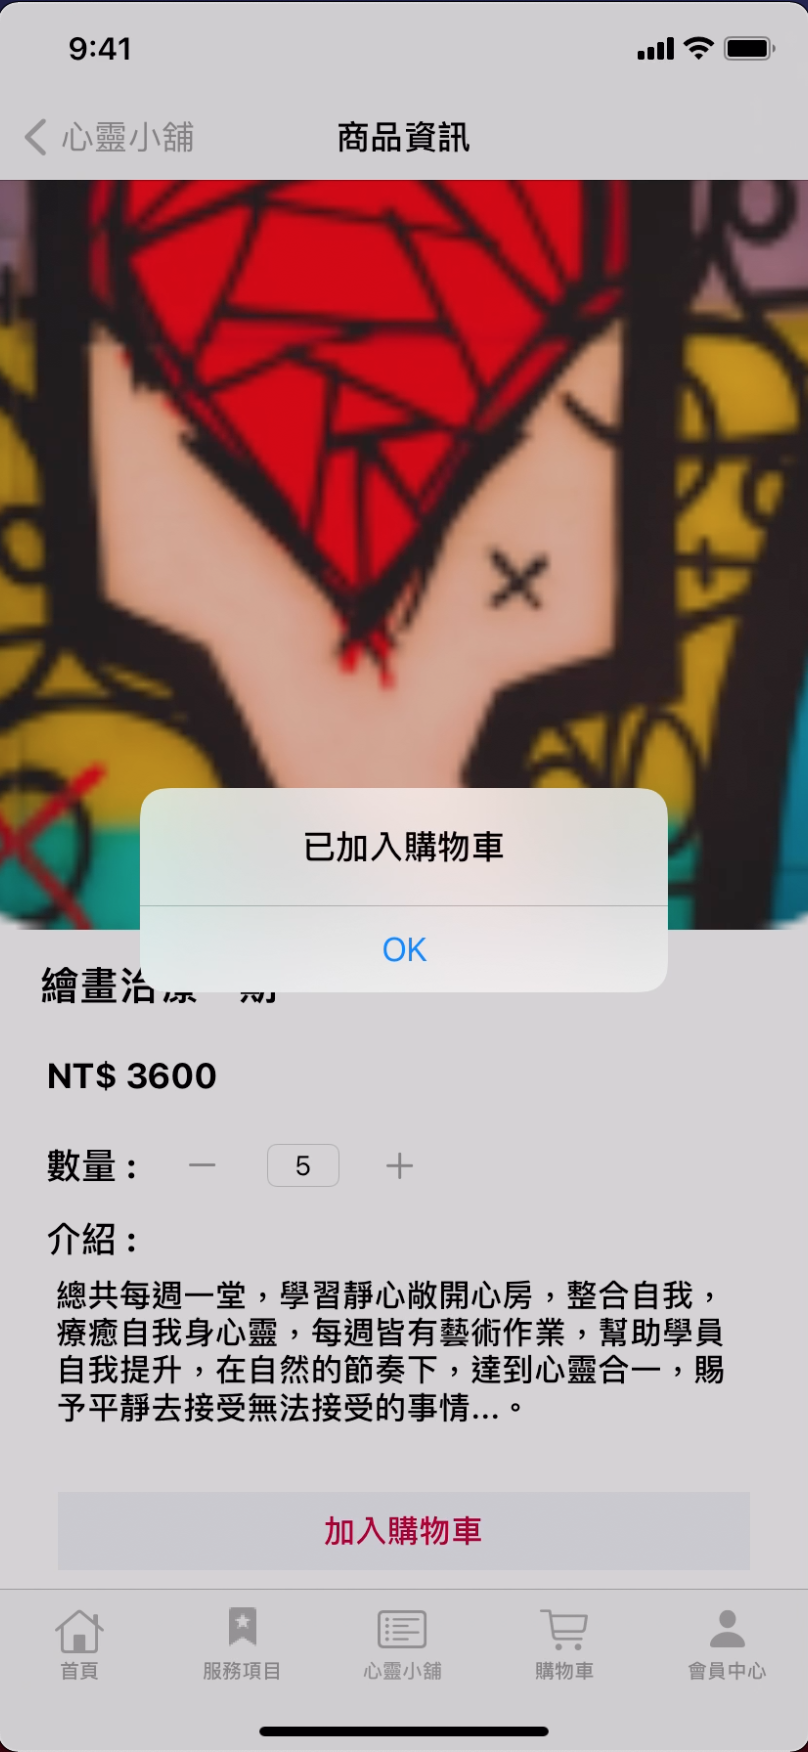 9:41
心靈小舖
商品資訊
已加入購物車
OK
繪畫治療一期
NT$ 3600
數量：
5
介紹：
總共每週一堂，學習靜心敞開心房，整合自我，
療癒自我身心靈，每週皆有藝術作業，幫助學員
自我提升，在自然的節奏下，達到心靈合一，賜
予平靜去接受無法接受的事情...。
加入購物車
首頁
服務項目
心靈小舖
購物車
會員中心